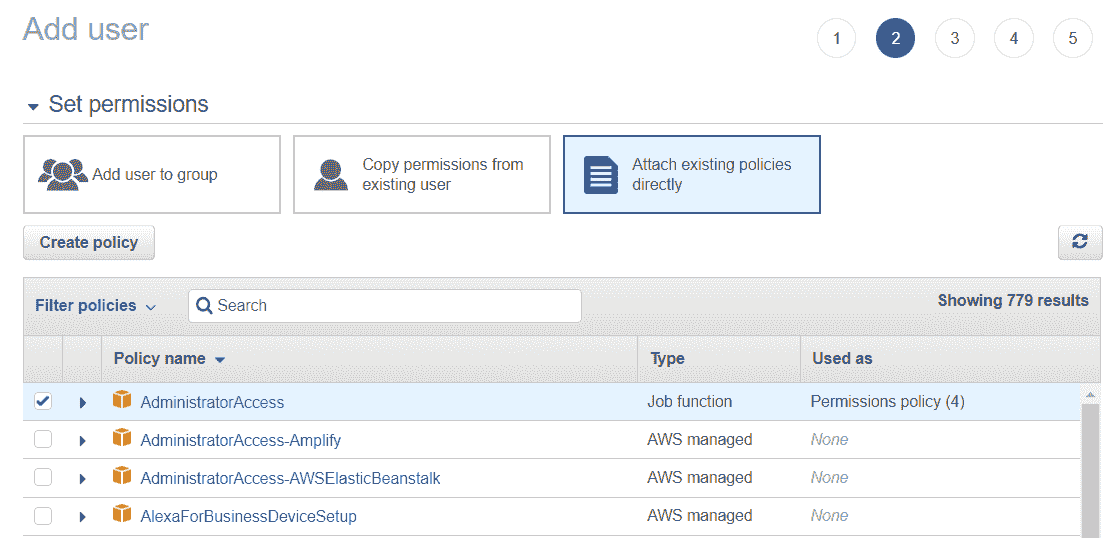 Add user
1 2 3 4 5
Set permissions
Add user to group
Copy permissions from
existing user
Attach existing policies
directly
Create policy
Filter policies
Search
Showing 779 results
Policy name Type Used as
AdministratorAccess Job function Permissions policy (4)
AdministratorAccess-Amplify AWS managed None
AdministratorAccess-AWSElasticBeanstalk AWS managed None
AlexaForBusinessDeviceSetup AWS managed None